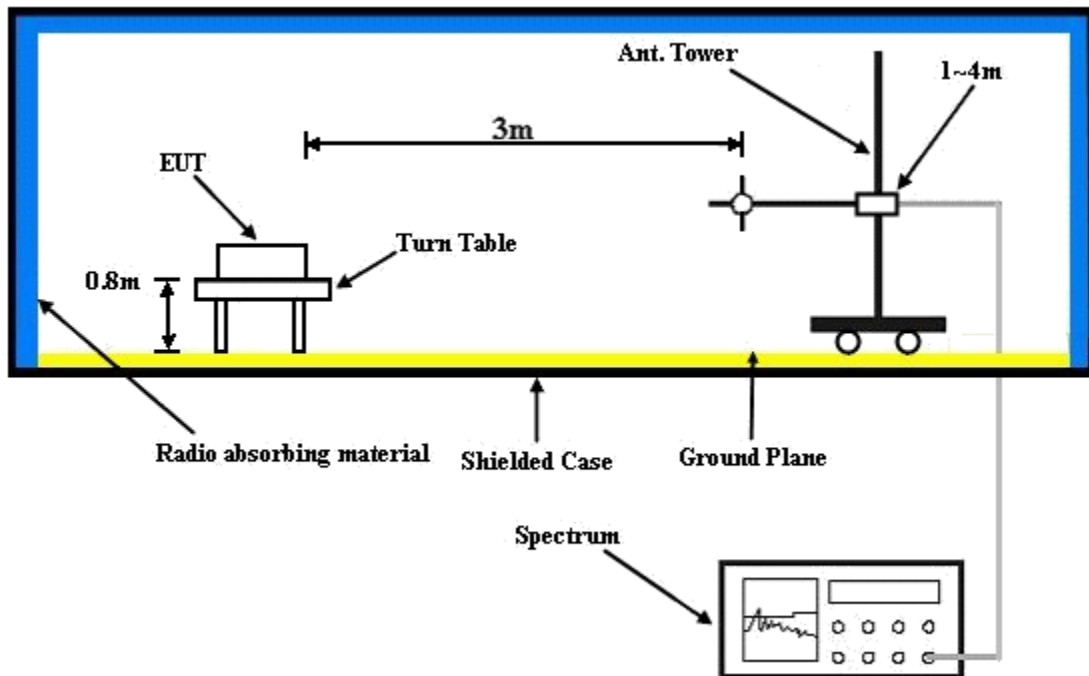 Ant. Tower
1~4m
3m
EUT
Turn Table
0.8m
Radio absorbing material
Shielded Case
Ground Plane
Spectrum